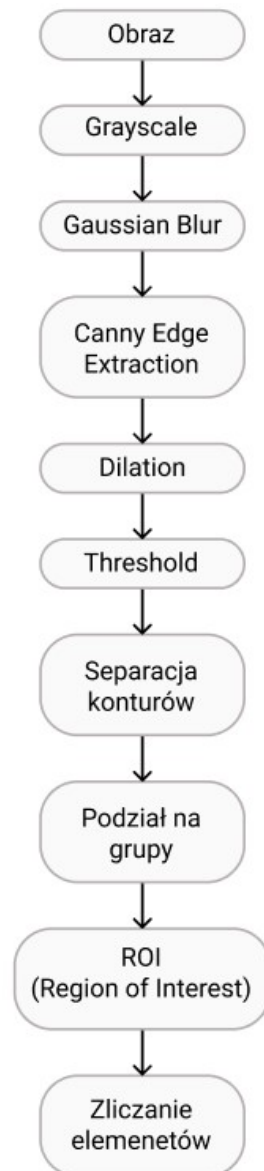 Obraz
Grayscale
Gaussian Blur
Canny Edge
Extraction
Dilation
Threshold
Separacja
konturów
Podział na
grupy
ROI
(Region of Interest)
Zliczanie
elemenetów